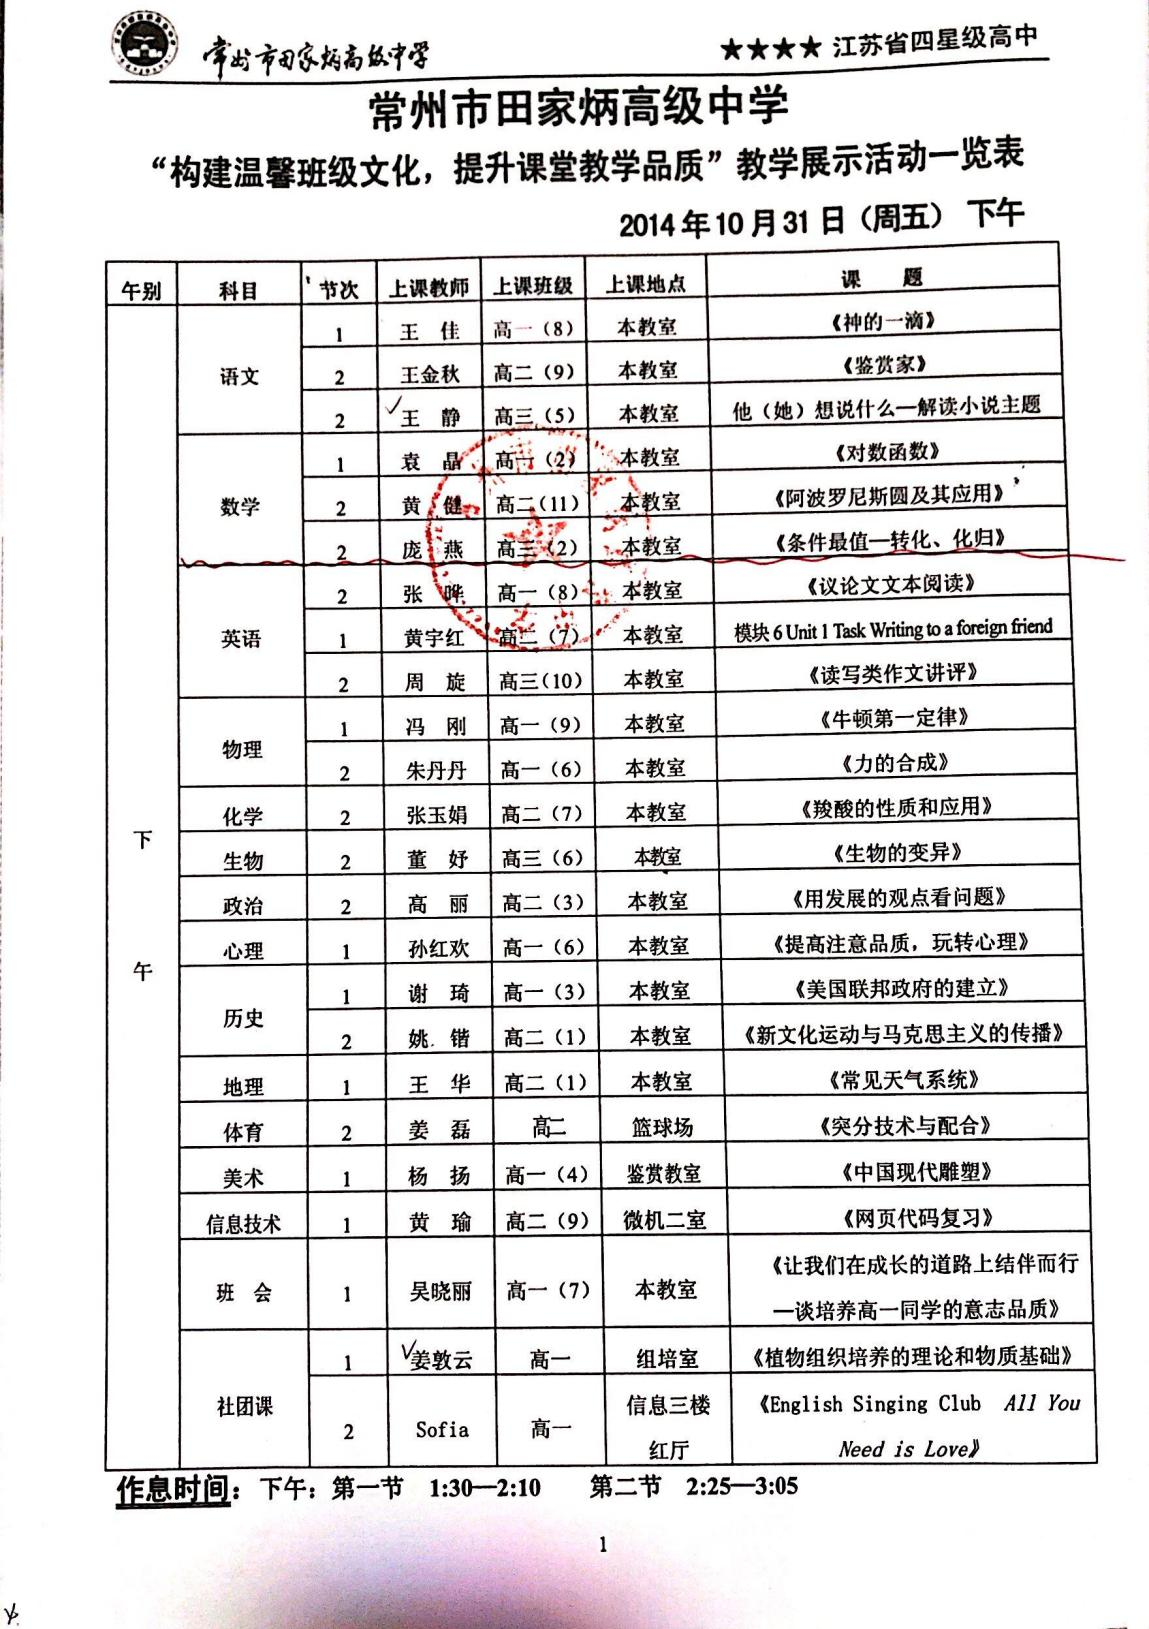 常州市田家炳高级中学 ★★★★ 江苏省四星级高中
常州市田家炳高级中学
“构建温馨班级文化，提升课堂教学品质”教学展示活动一览表
2014年10月31日（周五） 下午
午别 科目 节次 上课教师 上课班级 上课地点 课 题
下午
语文 1 王 佳 高一（8） 本教室 《神的一滴》
2 王金秋 高二（9） 本教室 《鉴赏家》
2 王 静 高三（5） 本教室 他（她）想说什么—解读小说主题
数学 1 袁 晶 高一（2） 本教室 《对数函数》
2 黄 健 高二（11） 本教室 《阿波罗尼斯圆及其应用》
2 庞 燕 高三（2） 本教室 《条件最值—转化、化归》
英语 2 张 晔 高一（8） 本教室 《议论文文本阅读》
1 黄宇红 高二（7） 本教室 模块6 Unit 1 Task Writing to a foreign friend
2 周 旋 高三（10） 本教室 《读写类作文讲评》
物理 1 冯 刚 高一（9） 本教室 《牛顿第一定律》
2 朱丹丹 高一（6） 本教室 《力的合成》
化学 2 张玉娟 高二（7） 本教室 《羧酸的性质和应用》
生物 2 董 妤 高三（6） 本教室 《生物的变异》
政治 2 高 丽 高二（3） 本教室 《用发展的观点看问题》
心理 1 孙红欢 高一（6） 本教室 《提高注意品质，玩转心理》
历史 1 谢 琦 高一（3） 本教室 《美国联邦政府的建立》
2 姚 锴 高二（1） 本教室 《新文化运动与马克思主义的传播》
地理 1 王 华 高二（1） 本教室 《常见天气系统》
体育 2 姜 磊 高二 篮球场 《突分技术与配合》
美术 1 杨 扬 高一（4） 鉴赏教室 《中国现代雕塑》
信息技术 1 黄 瑜 高二（9） 微机二室 《网页代码复习》
班 会 1 吴晓丽 高一（7） 本教室 《让我们在成长的道路上结伴而行
—谈培养高一同学的意志品质》
社团课 1 姜敦云 高一 组培室 《植物组织培养的理论和物质基础》
2 Sofia 高一 信息三楼 《English Singing Club All You
红厅 Need is Love》
作息时间：下午：第一节 1:30—2:10 第二节 2:25—3:05
1